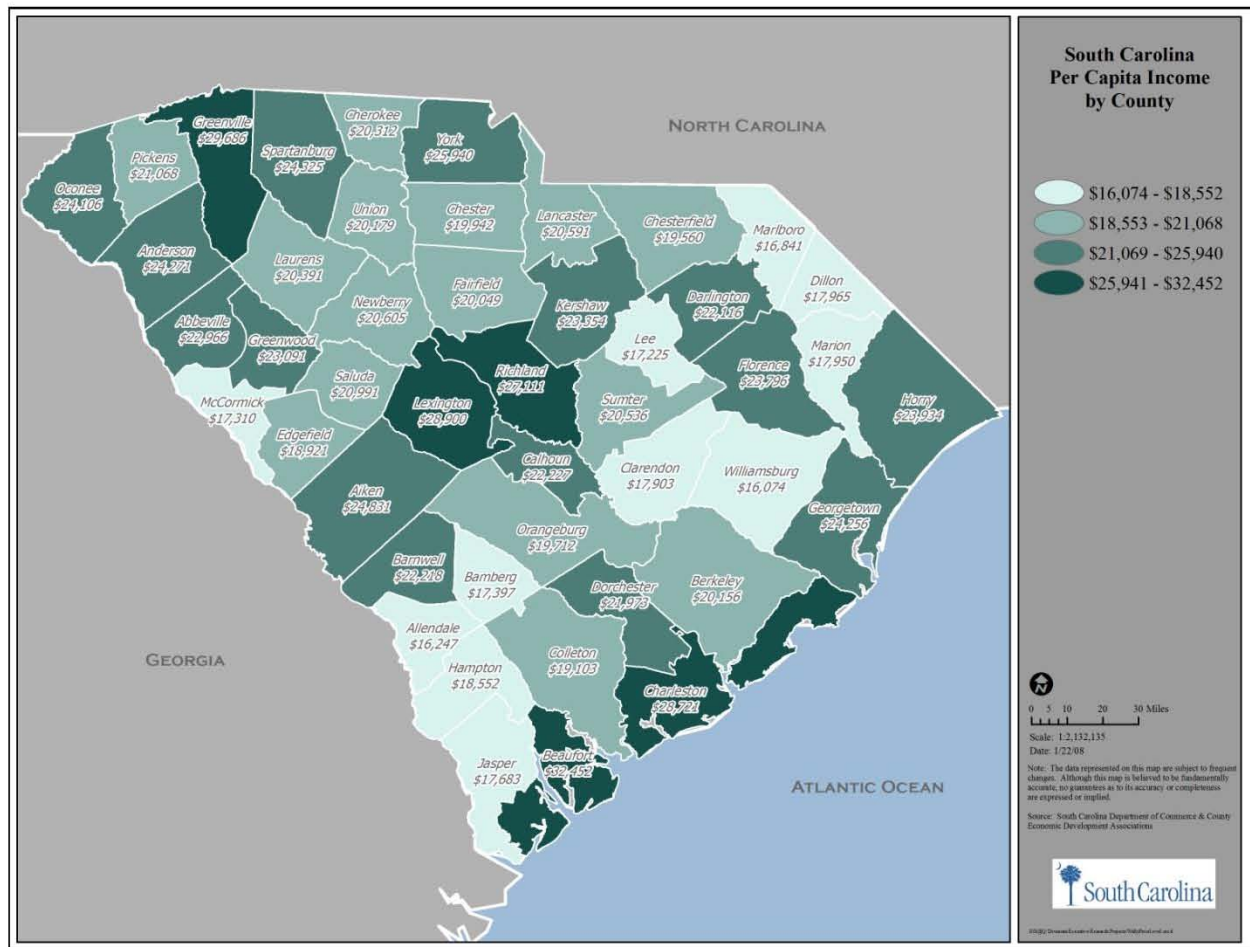 South Carolina
Per Capita Income
by County
$16,074 - $18,552
$18,553 - $21,068
$21,069 - $25,940
$25,941 - $32,452
NORTH CAROLINA
GEORGIA
ATLANTIC OCEAN
Cherokee
$20,312
Greenville
$29,686
York
$25,940
Spartanburg
$24,325
Pickens
$21,068
Oconee
$24,106
Union
$20,179
Chester
$19,942
Lancaster
$20,591
Chesterfield
$19,560
Marlboro
$16,841
Anderson
$24,271
Laurens
$20,391
Fairfield
$20,049
Dillon
$17,965
Newberry
$20,605
Kershaw
$23,354
Darlington
$22,116
Abbeville
$22,966
Greenwood
$23,091
Lee
$17,225
Marion
$17,950
Richland
$27,111
Florence
$23,796
Saluda
$20,991
McCormick
$17,310
Lexington
$28,900
Sumter
$20,536
Horry
$23,934
Edgefield
$18,921
Calhoun
$22,227
Clarendon
$17,903
Williamsburg
$16,074
Aiken
$24,831
Georgetown
$24,256
Orangeburg
$19,712
Barnwell
$22,218
Bamberg
$17,397
Dorchester
$21,973
Berkeley
$20,156
Allendale
$16,247
Colleton
$19,103
Hampton
$18,552
Charleston
$28,721
Beaufort
$32,452
Jasper
$17,683
N
0 5 10 20 30 Miles
Scale: 1:2,132,135
Date: 1/22/08
Note: The data represented on this map are subject to frequent
changes. Although this map is believed to be fundamentally
accurate, no guarantees as to its accuracy or completeness
are expressed or implied.
Source: South Carolina Department of Commerce & County
Economic Development Associations
South Carolina